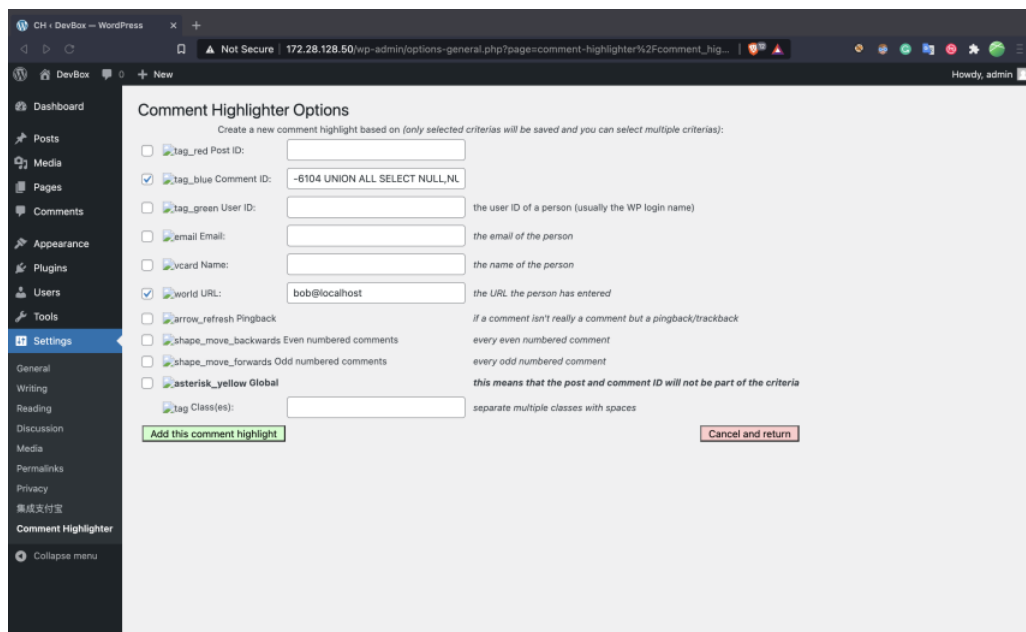 CH ‹ DevBox — WordPress
Not Secure 172.28.128.50/wp-admin/options-general.php?page=comment-highlighter%2Fcomment_hig...
DevBox 0 + New Howdy, admin
Dashboard
Posts
Media
Pages
Comments
Appearance
Plugins
Users
Tools
Settings
General
Writing
Reading
Discussion
Media
Permalinks
Privacy
集成支付宝
Comment Highlighter
Collapse menu
Comment Highlighter Options
Create a new comment highlight based on (only selected criterias will be saved and you can select multiple criterias):
tag_red Post ID:
tag_blue Comment ID: -6104 UNION ALL SELECT NULL,NU
tag_green User ID: the user ID of a person (usually the WP login name)
email Email: the email of the person
vcard Name: the name of the person
world URL: bob@localhost the URL the person has entered
arrow_refresh Pingback if a comment isn't really a comment but a pingback/trackback
shape_move_backwards Even numbered comments every even numbered comment
shape_move_forwards Odd numbered comments every odd numbered comment
asterisk_yellow Global this means that the post and comment ID will not be part of the criteria
tag Class(es): separate multiple classes with spaces
Add this comment highlight Cancel and return